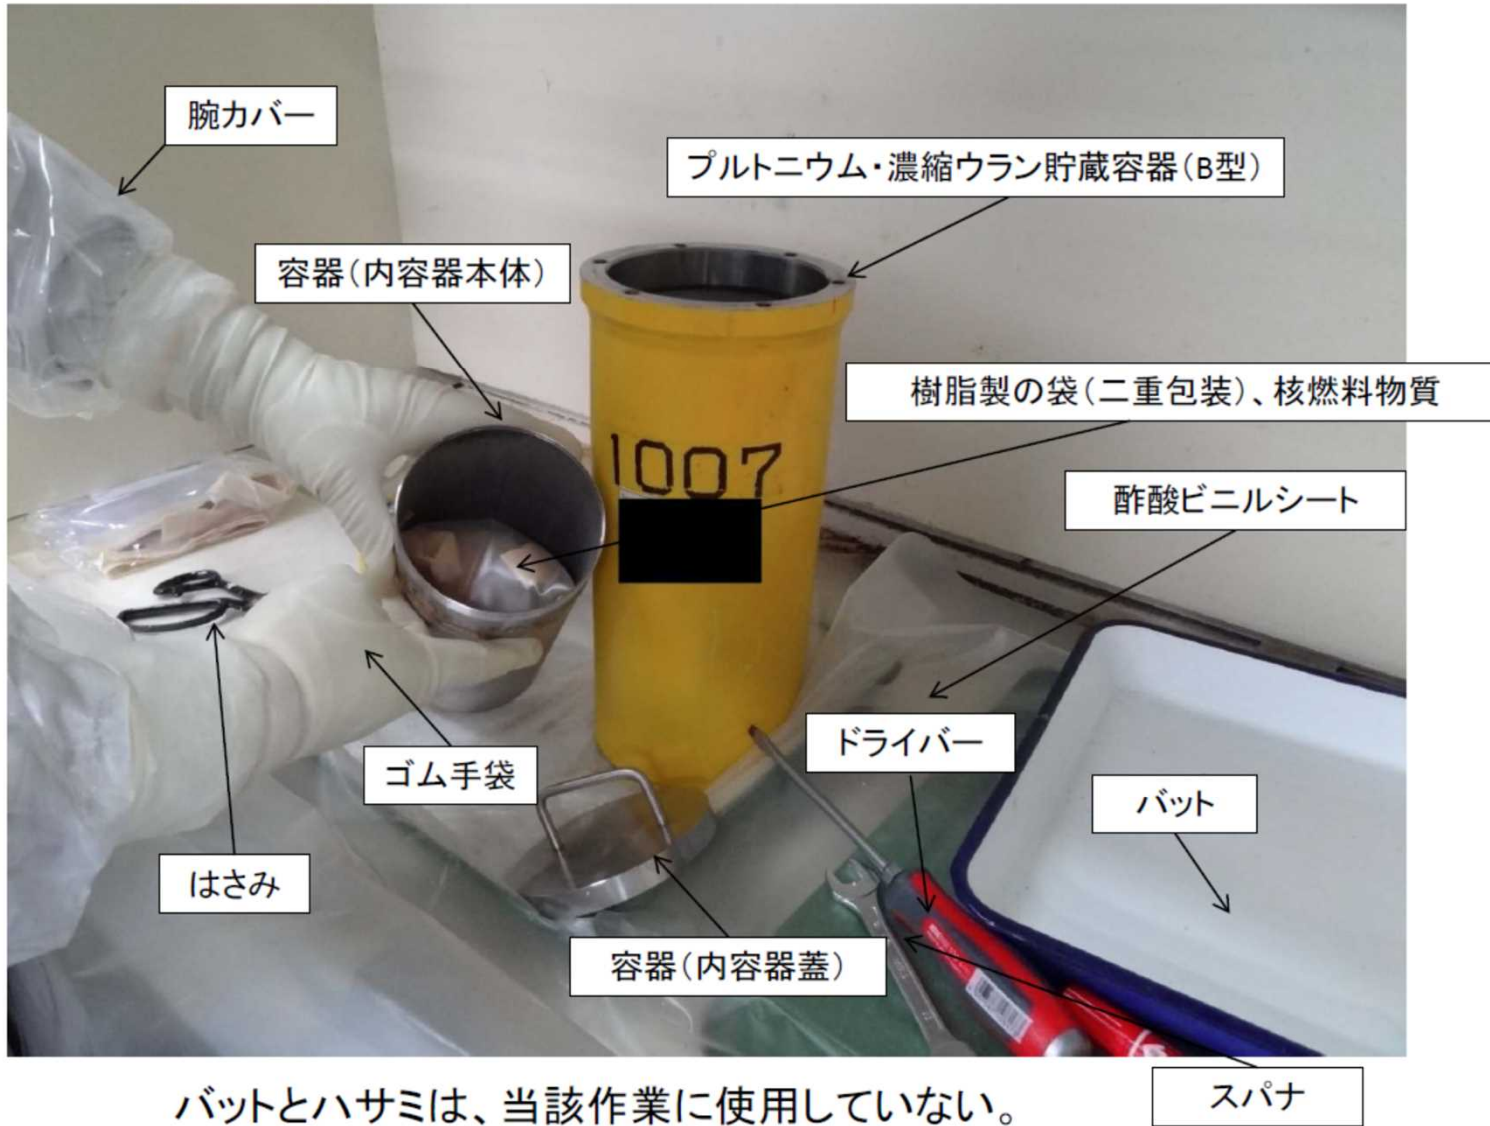 腕カバー
プルトニウム・濃縮ウラン貯蔵容器(B型)
容器(内容器本体)
樹脂製の袋(二重包装)、核燃料物質
1007
酢酸ビニルシート
ドライバー
ゴム手袋
バット
はさみ
容器(内容器蓋)
スパナ
バットとハサミは、当該作業に使用していない。